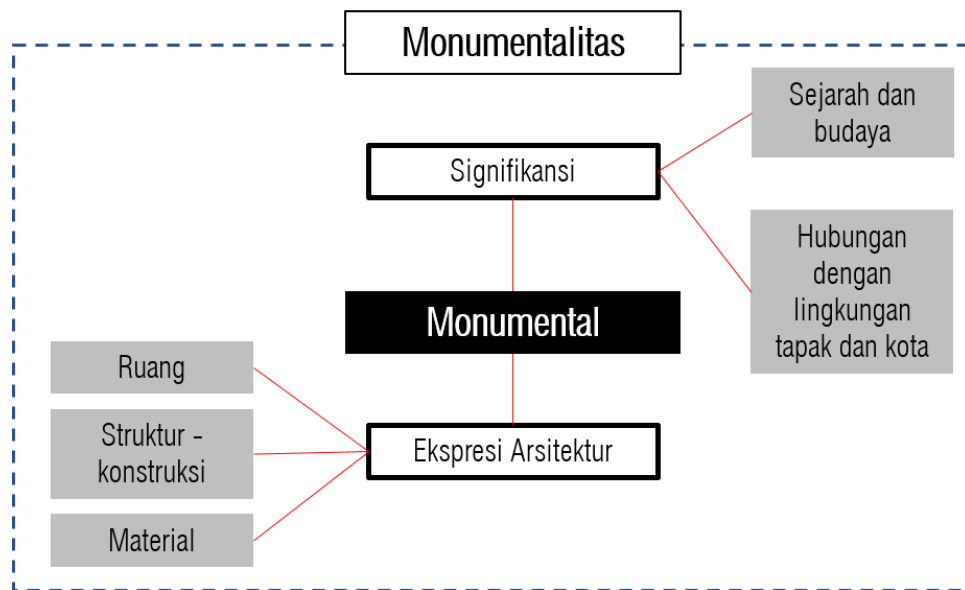 Monumentalitas
Sejarah dan
budaya
Signifikansi
Hubungan
dengan
lingkungan
tapak dan kota
Monumental
Ruang
Struktur -
konstruksi
Material
Ekspresi Arsitektur